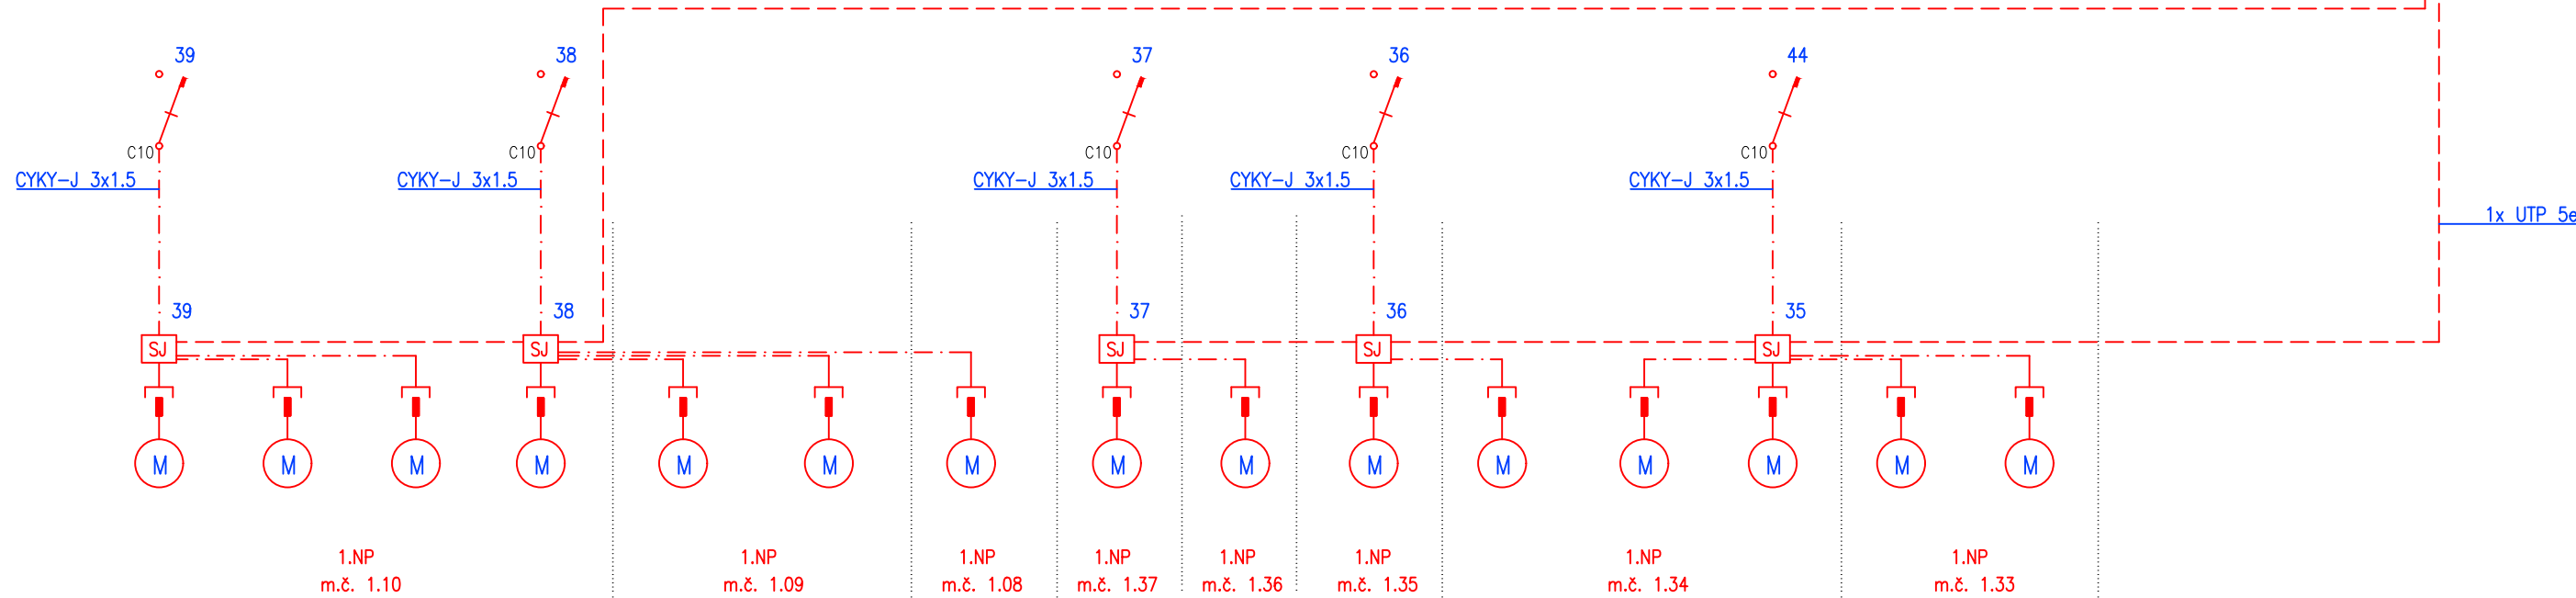 39 38 37 36 44
C10 C10 C10 C10 C10
CYKY-J 3x1.5 CYKY-J 3x1.5 CYKY-J 3x1.5 CYKY-J 3x1.5 CYKY-J 3x1.5
1x UTP 5e
39 38 37 36 35
SJ SJ SJ SJ SJ
M M M M M M M M M M M M M M M
1.NP 1.NP 1.NP 1.NP 1.NP 1.NP 1.NP 1.NP
m.č. 1.10 m.č. 1.09 m.č. 1.08 m.č. 1.37 m.č. 1.36 m.č. 1.35 m.č. 1.34 m.č. 1.33